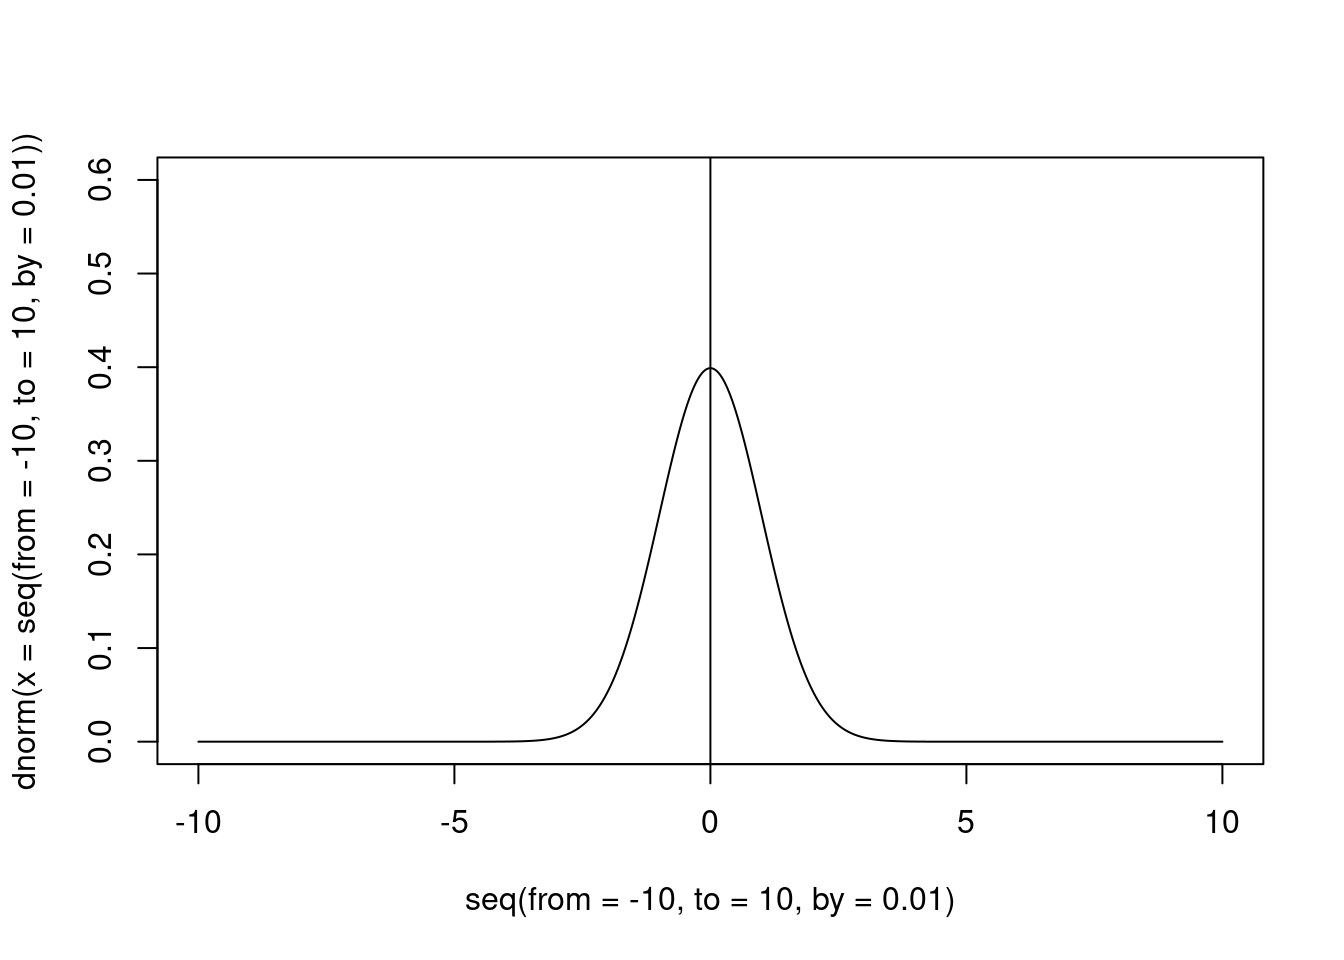 dnorm(x = seq(from = -10, to = 10, by = 0.01))
0.6
0.5
0.4
0.3
0.2
0.1
0.0
-10 -5 0 5 10
seq(from = -10, to = 10, by = 0.01)